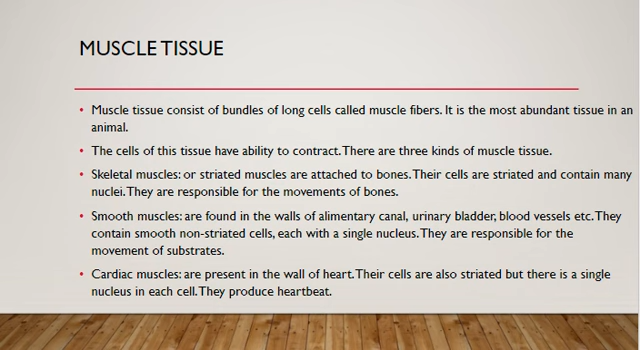 MUSCLE TISSUE
• Muscle tissue consist of bundles of long cells called muscle fibers. It is the most abundant tissue in an
animal.
• The cells of this tissue have ability to contract. There are three kinds of muscle tissue.
• Skeletal muscles: or striated muscles are attached to bones. Their cells are striated and contain many
nuclei. They are responsible for the movements of bones.
• Smooth muscles: are found in the walls of alimentary canal, urinary bladder, blood vessels etc. They
contain smooth non-striated cells, each with a single nucleus. They are responsible for the
movement of substrates.
• Cardiac muscles: are present in the wall of heart. Their cells are also striated but there is a single
nucleus in each cell. They produce heartbeat.